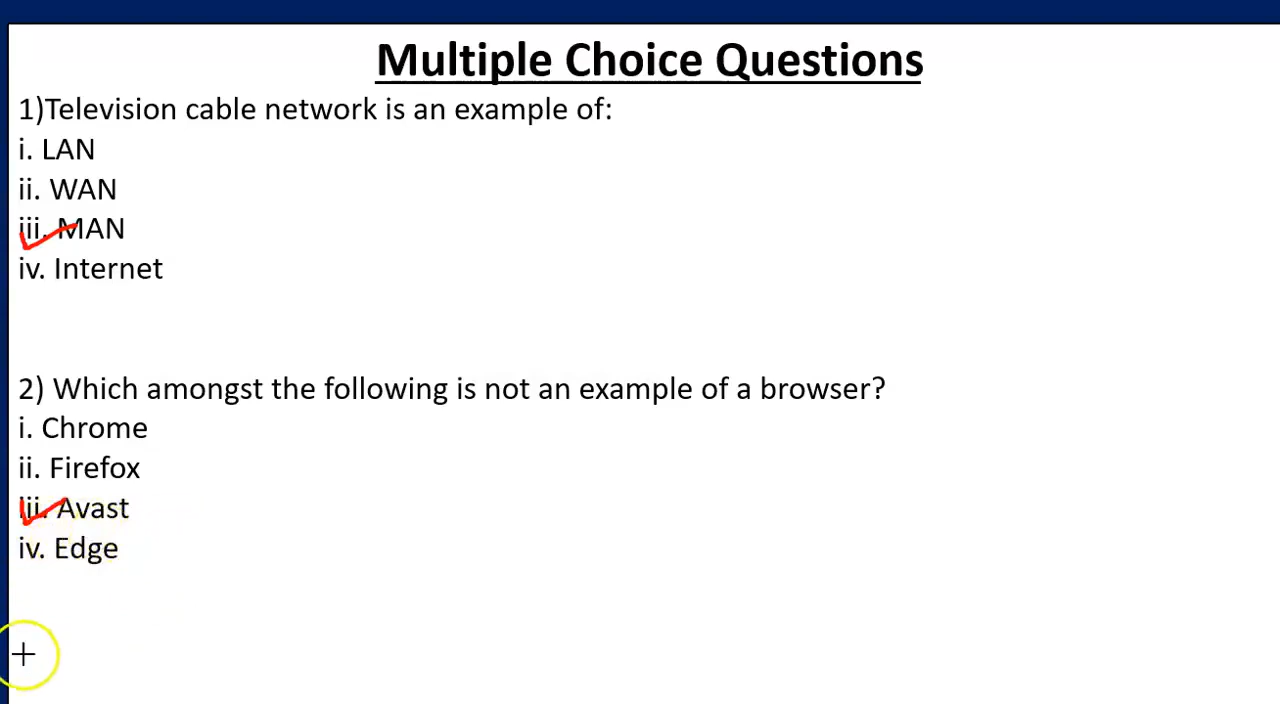 Multiple Choice Questions
1)Television cable network is an example of:
i. LAN
ii. WAN
iii. MAN
iv. Internet
2) Which amongst the following is not an example of a browser?
i. Chrome
ii. Firefox
iii. Avast
iv. Edge